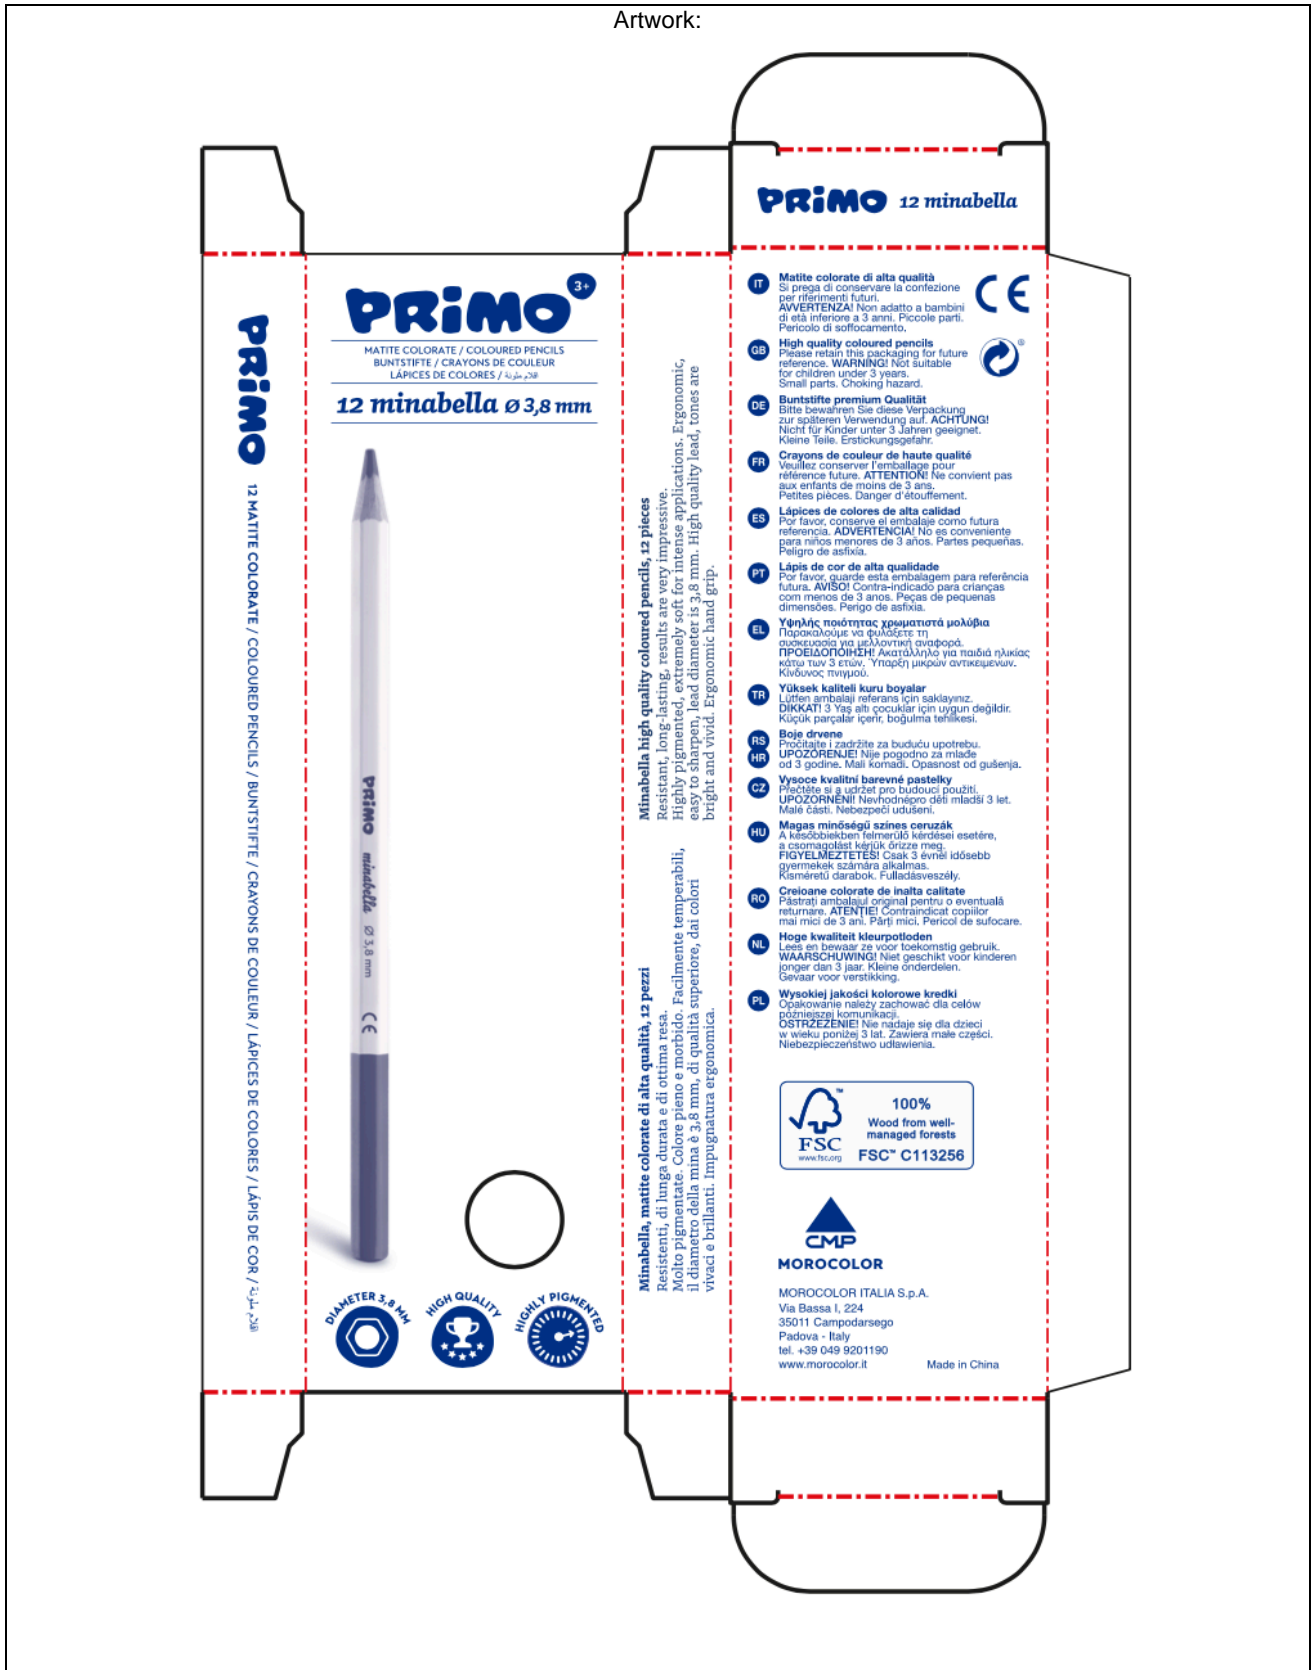 Artwork:
PRiMO 12 minabella
PRiMO
12 MATITE COLORATE / COLOURED PENCILS / BUNTSTIFTE / CRAYONS DE COULEUR / LÁPICES DE COLORES / LÁPIS DE COR / اقلام ملونة
PRiMO 3+
MATITE COLORATE / COLOURED PENCILS
BUNTSTIFTE / CRAYONS DE COULEUR
LÁPICES DE COLORES / اقلام ملونة
12 minabella Ø 3,8 mm
PRiMO minabella Ø 3,8 mm CE
DIAMETER 3,8 MM
HIGH QUALITY
HIGHLY PIGMENTED
Minabella high quality coloured pencils, 12 pieces
Resistant, long-lasting, results are very impressive.
Highly pigmented, extremely soft for intense applications. Ergonomic,
easy to sharpen, lead diameter is 3,8 mm. High quality lead, tones are
bright and vivid. Ergonomic hand grip.
Minabella, matite colorate di alta qualità, 12 pezzi
Resistenti, di lunga durata e di ottima resa.
Molto pigmentate. Colore pieno e morbido. Facilmente temperabili,
il diametro della mina è 3,8 mm, di qualità superiore, dai colori
vivaci e brillanti. Impugnatura ergonomica.
IT Matite colorate di alta qualità
Si prega di conservare la confezione
per riferimenti futuri.
AVVERTENZA! Non adatto a bambini
di età inferiore a 3 anni. Piccole parti.
Pericolo di soffocamento.
CE
GB High quality coloured pencils
Please retain this packaging for future
reference. WARNING! Not suitable
for children under 3 years.
Small parts. Choking hazard.
®
DE Buntstifte premium Qualität
Bitte bewahren Sie diese Verpackung
zur späteren Verwendung auf. ACHTUNG!
Nicht für Kinder unter 3 Jahren geeignet.
Kleine Teile. Erstickungsgefahr.
FR Crayons de couleur de haute qualité
Veuillez conserver l'emballage pour
référence future. ATTENTION! Ne convient pas
aux enfants de moins de 3 ans.
Petites pièces. Danger d'étouffement.
ES Lápices de colores de alta calidad
Por favor, conserve el embalaje como futura
referencia. ADVERTENCIA! No es conveniente
para niños menores de 3 años. Partes pequeñas.
Peligro de asfixía.
PT Lápis de cor de alta qualidade
Por favor, guarde esta embalagem para referência
futura. AVISO! Contra-indicado para crianças
com menos de 3 anos. Peças de pequenas
dimensões. Perigo de asfixia.
EL Υψηλής ποιότητας χρωματιστά μολύβια
Παρακαλούμε να φυλάξετε τη
συσκευασία για μελλοντική αναφορά.
ΠΡΟΕΙΔΟΠΟΙΗΣΗ! Ακατάλληλο για παιδιά ηλικίας
κάτω των 3 ετών. Ύπαρξη μικρών αντικειμενων.
Κίνδυνος πνιγμού.
TR Yüksek kaliteli kuru boyalar
Lütfen ambalajı referans için saklayınız.
DİKKAT! 3 Yaş altı çocuklar için uygun değildir.
Küçük parçalar içerir, boğulma tehlikesi.
RS HR Boje drvene
Pročitajte i zadržite za buduću upotrebu.
UPOZORENJE! Nije pogodno za mlađe
od 3 godine. Mali komadi. Opasnost od gušenja.
CZ Vysoce kvalitní barevné pastelky
Přečtěte si a udržet pro budoucí použití.
UPOZORNĚNÍ! Nevhodnépro děti mladší 3 let.
Malé části. Nebezpečí udušení.
HU Magas minőségű színes ceruzák
A későbbiekben felmerülő kérdései esetére,
a csomagolást kérjük őrizze meg.
FIGYELMEZTETÉS! Csak 3 évnél idősebb
gyermekek számára alkalmas.
Kisméretű darabok. Fulladásveszély.
RO Creioane colorate de inalta calitate
Păstrați ambalajul original pentru o eventuală
returnare. ATENȚIE! Contraindicat copiilor
mai mici de 3 ani. Părți mici. Pericol de sufocare.
NL Hoge kwaliteit kleurpotloden
Lees en bewaar ze voor toekomstig gebruik.
WAARSCHUWING! Niet geschikt voor kinderen
jonger dan 3 jaar. Kleine onderdelen.
Gevaar voor verstikking.
PL Wysokiej jakości kolorowe kredki
Opakowanie należy zachować dla celów
późniejszej komunikacji.
OSTRZEŻENIE! Nie nadaje się dla dzieci
w wieku poniżej 3 lat. Zawiera małe części.
Niebezpieczeństwo udławienia.
FSC ™
www.fsc.org
100%
Wood from well-
managed forests
FSC™ C113256
CMP
MOROCOLOR
MOROCOLOR ITALIA S.p.A.
Via Bassa I, 224
35011 Campodarsego
Padova - Italy
tel. +39 049 9201190
www.morocolor.it Made in China